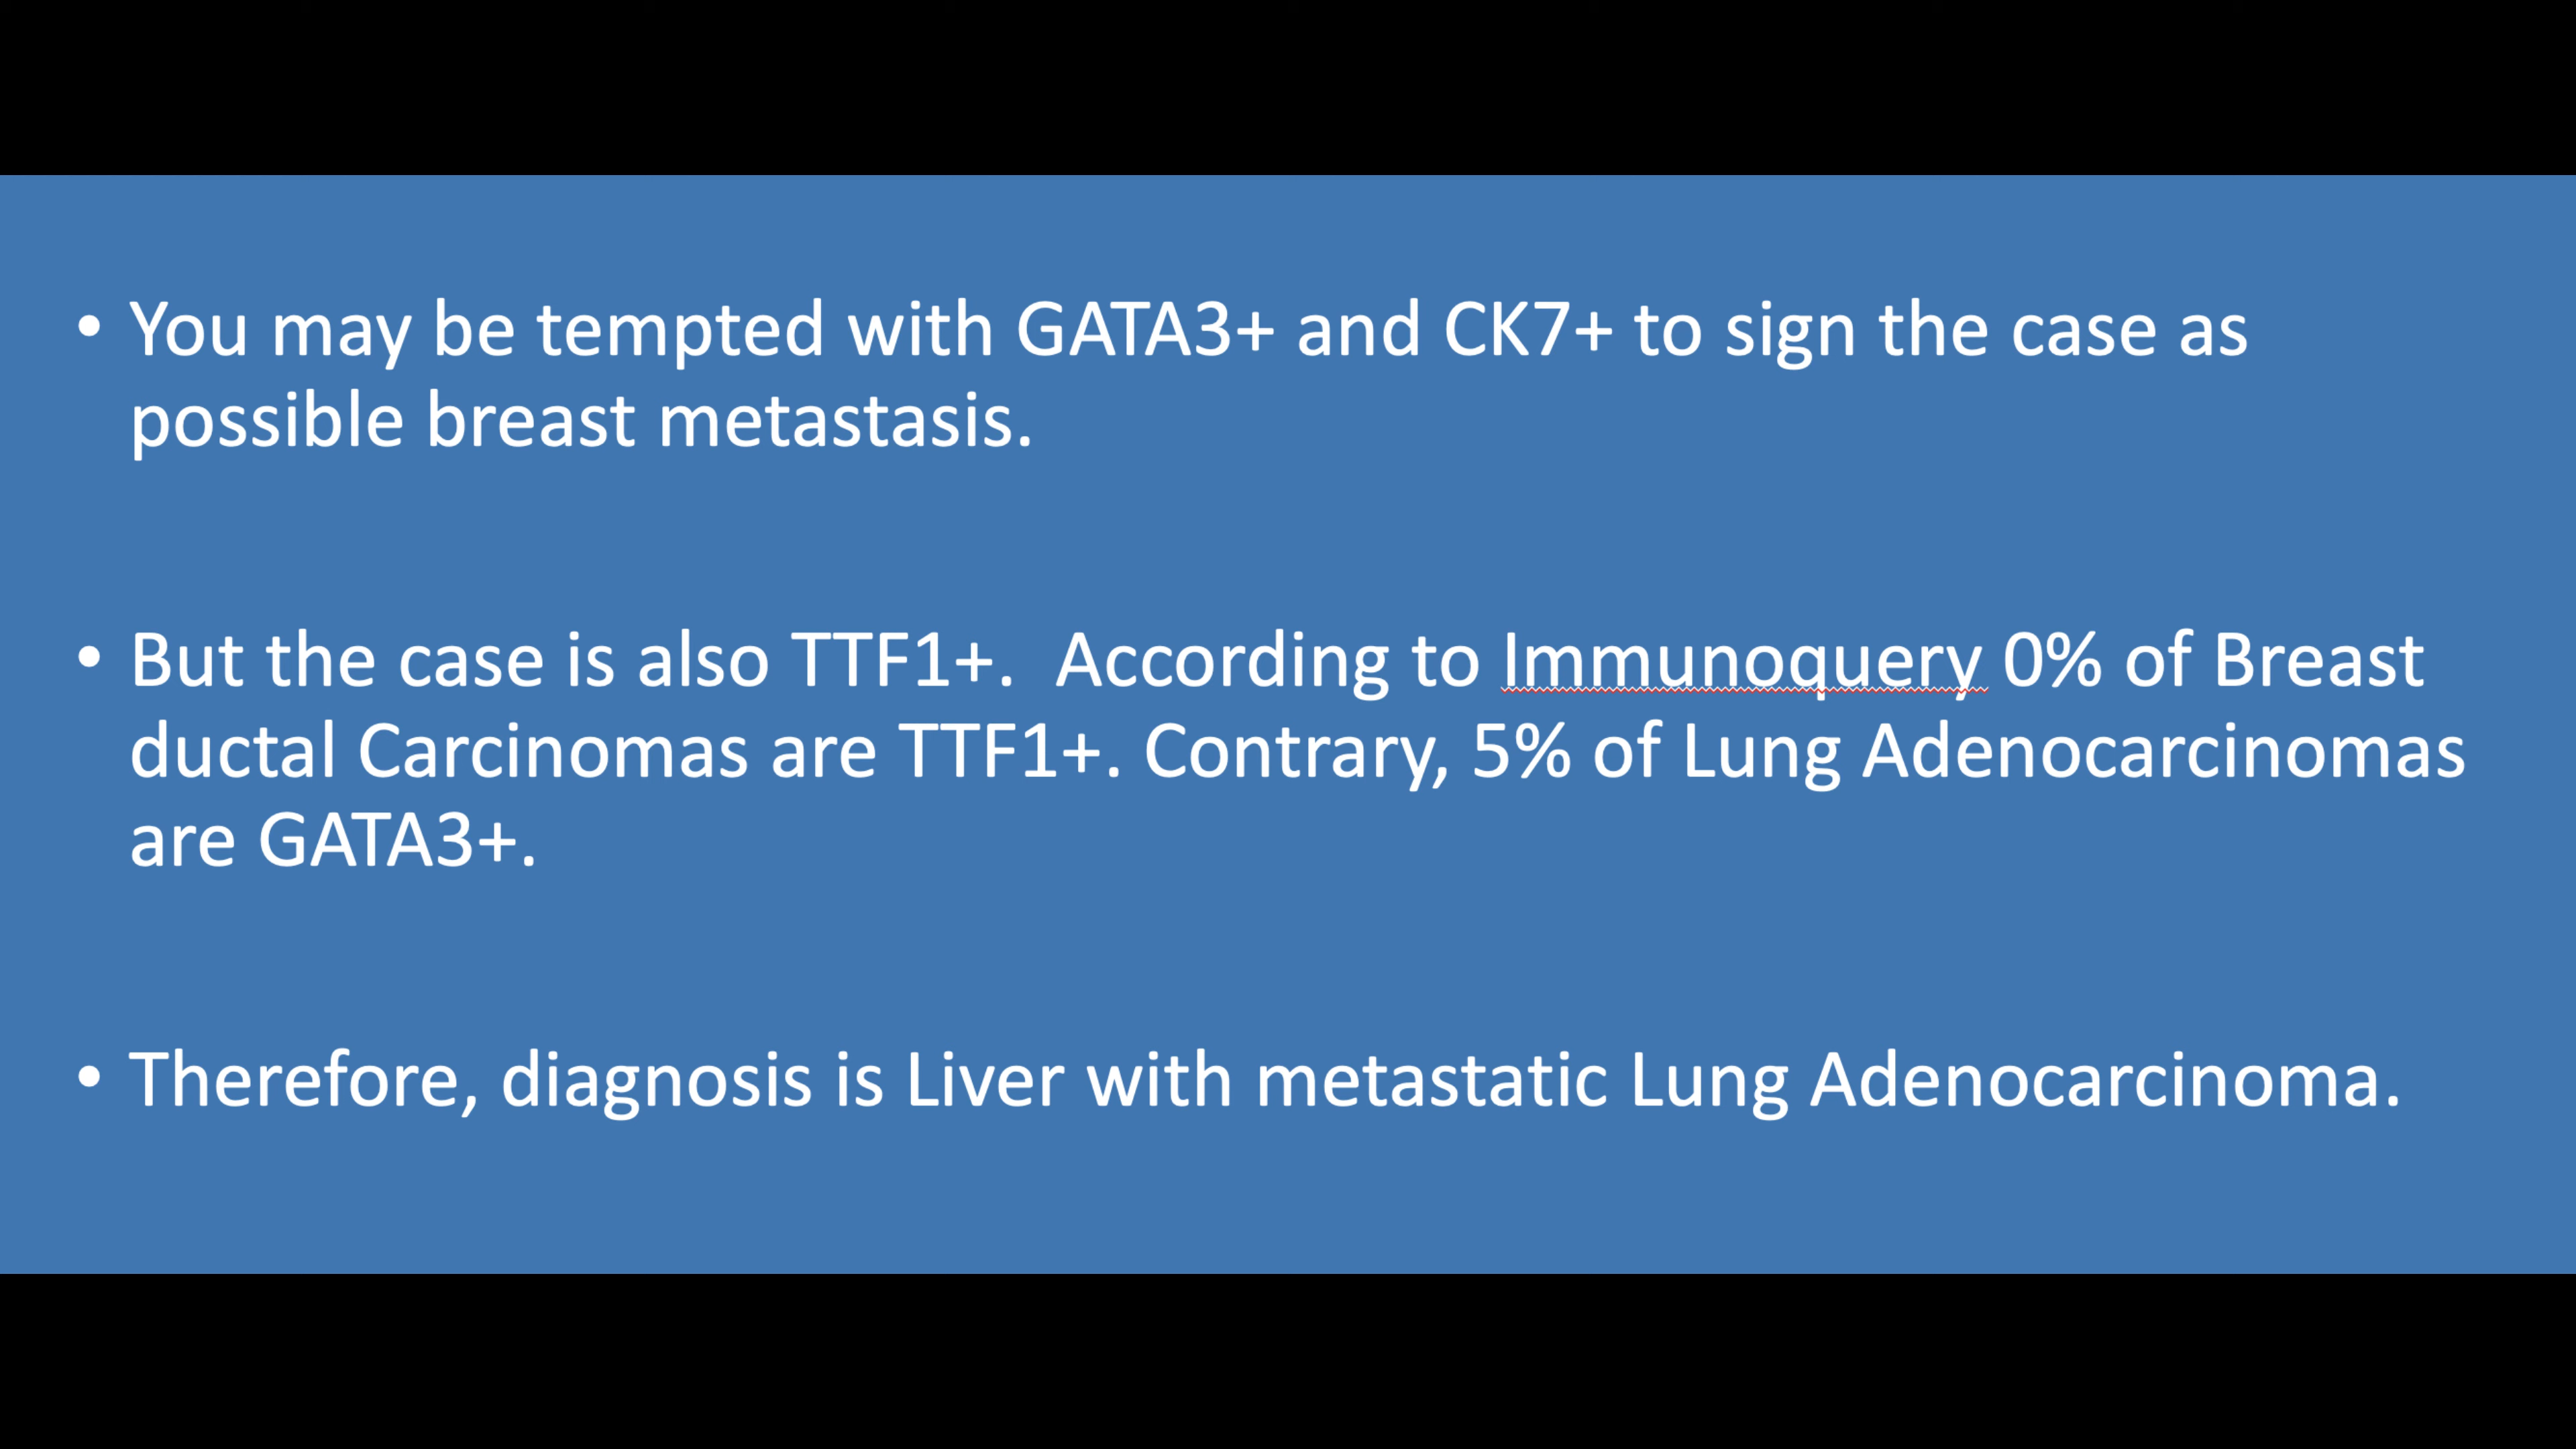 • You may be tempted with GATA3+ and CK7+ to sign the case as
possible breast metastasis.
• But the case is also TTF1+.  According to Immunoquery 0% of Breast
ductal Carcinomas are TTF1+. Contrary, 5% of Lung Adenocarcinomas
are GATA3+.
• Therefore, diagnosis is Liver with metastatic Lung Adenocarcinoma.